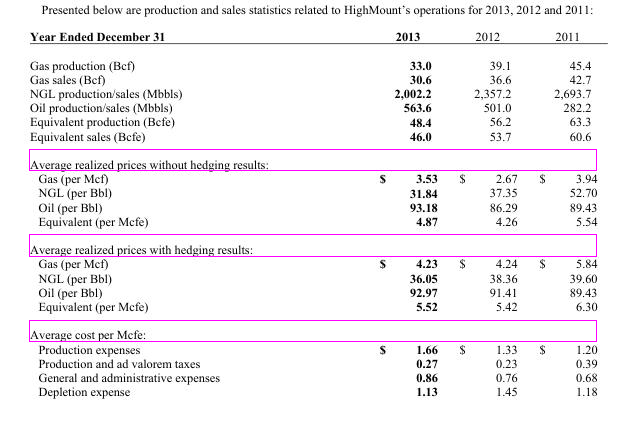 Presented below are production and sales statistics related to HighMount's operations for 2013, 2012 and 2011:
Year Ended December 31 2013 2012 2011
Gas production (Bcf) 33.0 39.1 45.4
Gas sales (Bcf) 30.6 36.6 42.7
NGL production/sales (Mbbls) 2,002.2 2,357.2 2,693.7
Oil production/sales (Mbbls) 563.6 501.0 282.2
Equivalent production (Bcfe) 48.4 56.2 63.3
Equivalent sales (Bcfe) 46.0 53.7 60.6
Average realized prices without hedging results:
Gas (per Mcf) $ 3.53 $ 2.67 $ 3.94
NGL (per Bbl) 31.84 37.35 52.70
Oil (per Bbl) 93.18 86.29 89.43
Equivalent (per Mcfe) 4.87 4.26 5.54
Average realized prices with hedging results:
Gas (per Mcf) $ 4.23 $ 4.24 $ 5.84
NGL (per Bbl) 36.05 38.36 39.60
Oil (per Bbl) 92.97 91.41 89.43
Equivalent (per Mcfe) 5.52 5.42 6.30
Average cost per Mcfe:
Production expenses $ 1.66 $ 1.33 $ 1.20
Production and ad valorem taxes 0.27 0.23 0.39
General and administrative expenses 0.86 0.76 0.68
Depletion expense 1.13 1.45 1.18